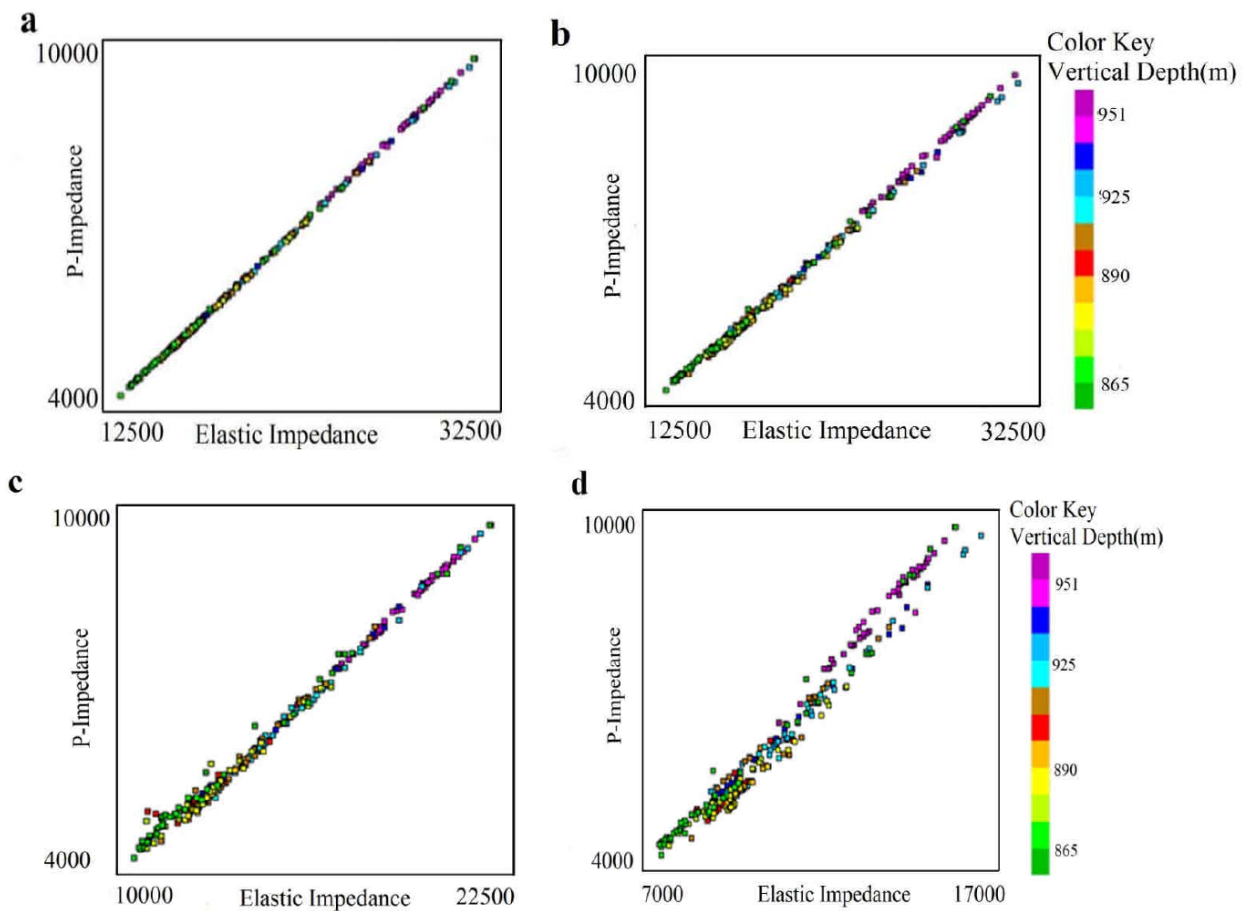 a
10000
P-Impedance
4000
12500 Elastic Impedance 32500
b
10000
P-Impedance
4000
12500 Elastic Impedance 32500
Color Key
Vertical Depth(m)
951
925
890
865
c
10000
P-Impedance
4000
10000 Elastic Impedance 22500
d
10000
P-Impedance
4000
7000 Elastic Impedance 17000
Color Key
Vertical Depth(m)
951
925
890
865